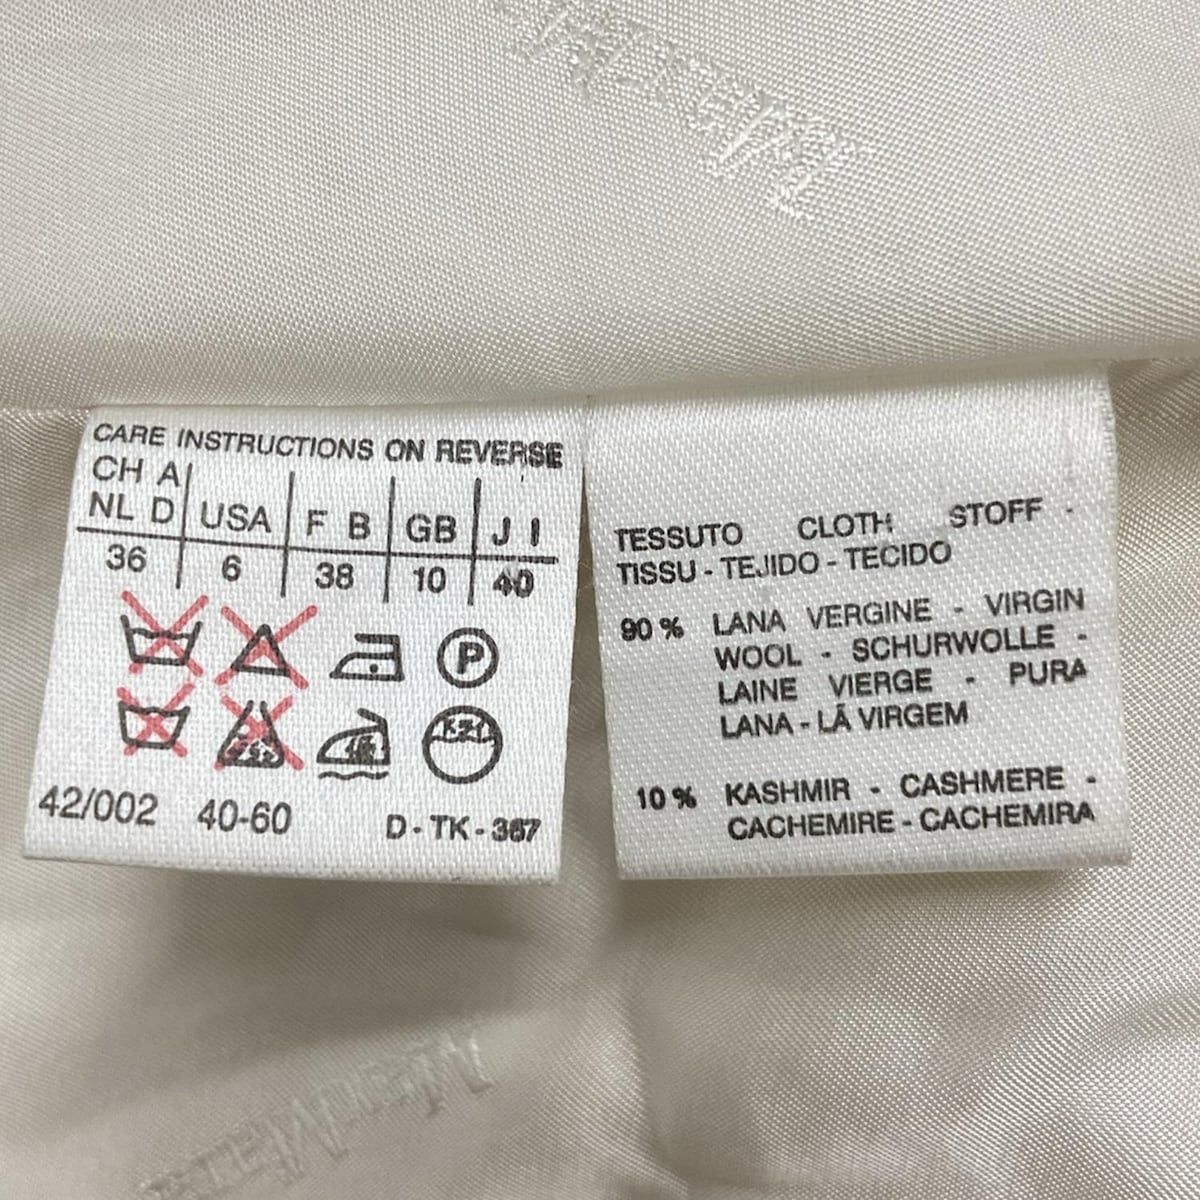 CARE INSTRUCTIONS ON REVERSE
CH A
NL D USA F B GB J I
36 6 38 10 40
P
42/002 40-60 D-TK-367
TESSUTO CLOTH STOFF -
TISSU - TEJIDO - TECIDO
90 % LANA VERGINE - VIRGIN
WOOL - SCHURWOLLE -
LAINE VIERGE - PURA
LANA - LÃ VIRGEM
10 % KASHMIR - CASHMERE -
CACHEMIRE - CACHEMIRA